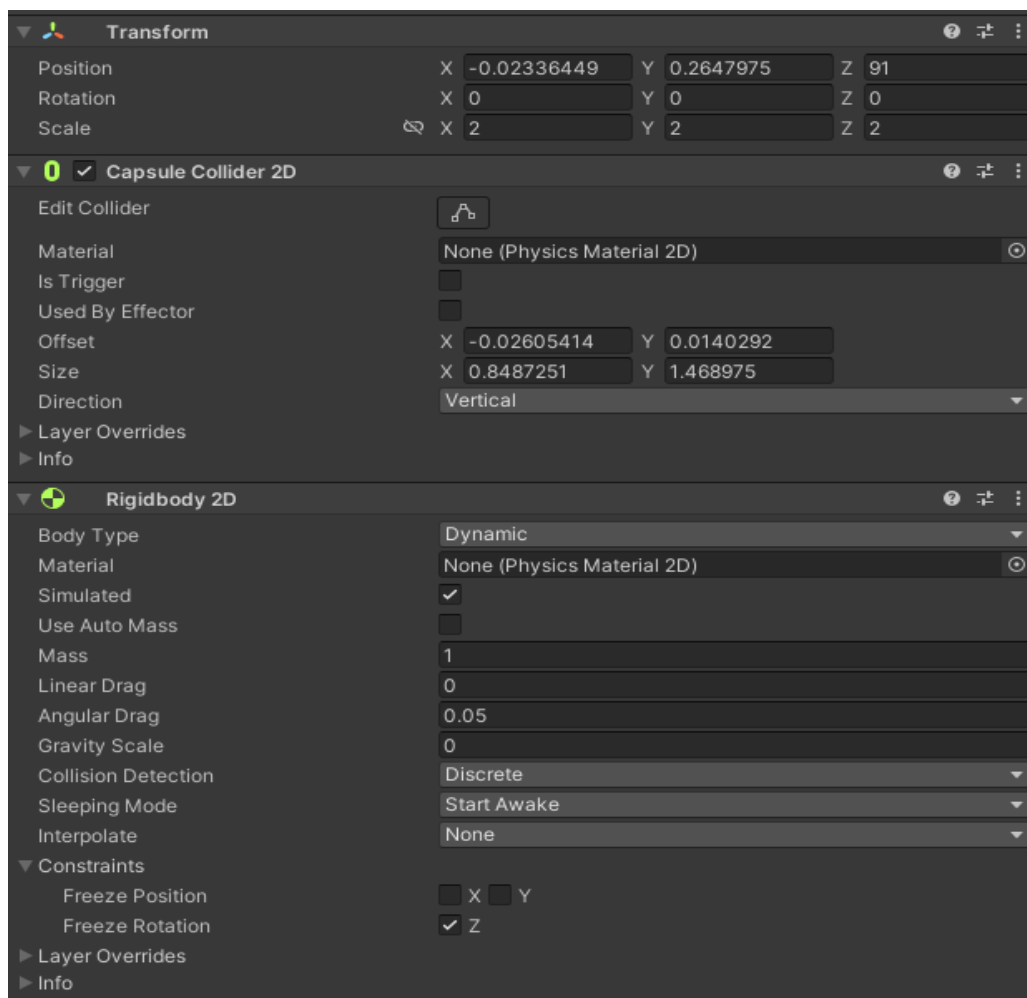 Transform
Position X -0.02336449 Y 0.2647975 Z 91
Rotation X 0 Y 0 Z 0
Scale X 2 Y 2 Z 2
Capsule Collider 2D
Edit Collider
Material None (Physics Material 2D)
Is Trigger
Used By Effector
Offset X -0.02605414 Y 0.0140292
Size X 0.8487251 Y 1.468975
Direction Vertical
Layer Overrides
Info
Rigidbody 2D
Body Type Dynamic
Material None (Physics Material 2D)
Simulated
Use Auto Mass
Mass 1
Linear Drag 0
Angular Drag 0.05
Gravity Scale 0
Collision Detection Discrete
Sleeping Mode Start Awake
Interpolate None
Constraints
Freeze Position X Y
Freeze Rotation Z
Layer Overrides
Info